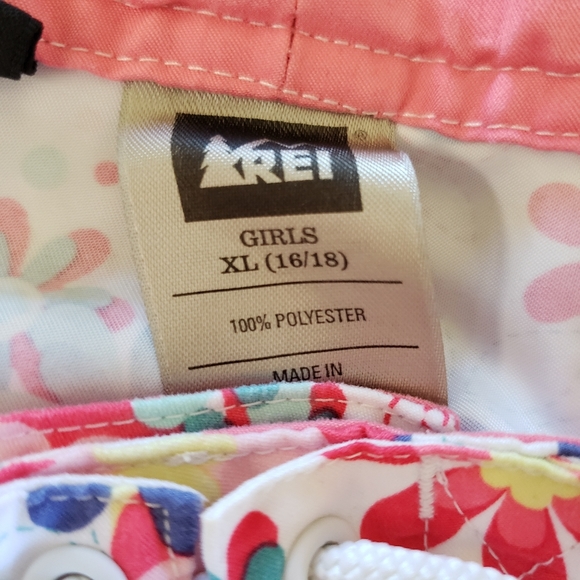 REI
®
GIRLS
XL (16/18)
100% POLYESTER
MADE IN